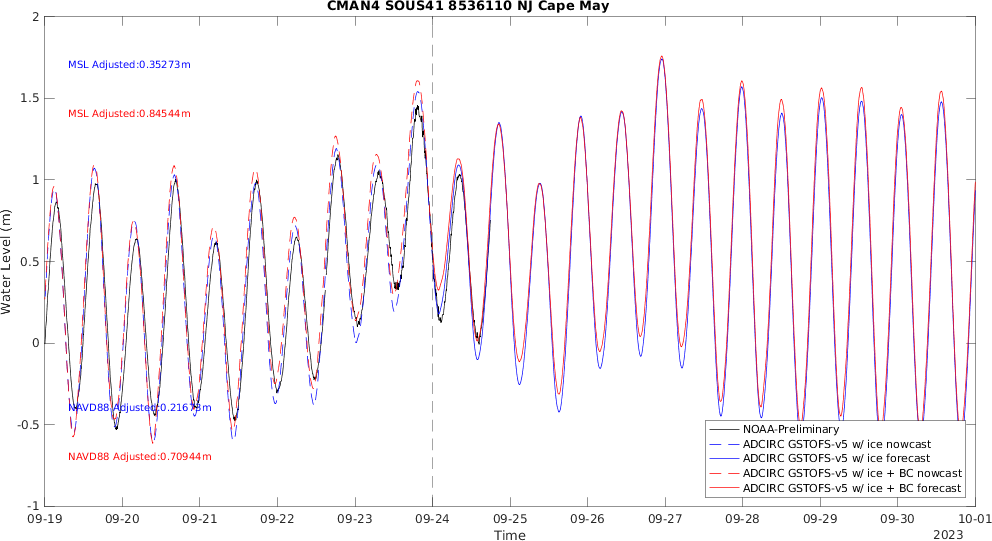 CMAN4 SOUS41 8536110 NJ Cape May
2
1.5
1
0.5
0
-0.5
-1
Water Level (m)
MSL Adjusted:0.35273m
MSL Adjusted:0.84544m
NAVD88 Adjusted:0.21673m
NAVD88 Adjusted:0.70944m
NOAA-Preliminary
ADCIRC GSTOFS-v5 w/ ice nowcast
ADCIRC GSTOFS-v5 w/ ice forecast
ADCIRC GSTOFS-v5 w/ ice + BC nowcast
ADCIRC GSTOFS-v5 w/ ice + BC forecast
09-19 09-20 09-21 09-22 09-23 09-24 09-25 09-26 09-27 09-28 09-29 09-30 10-01
Time
2023